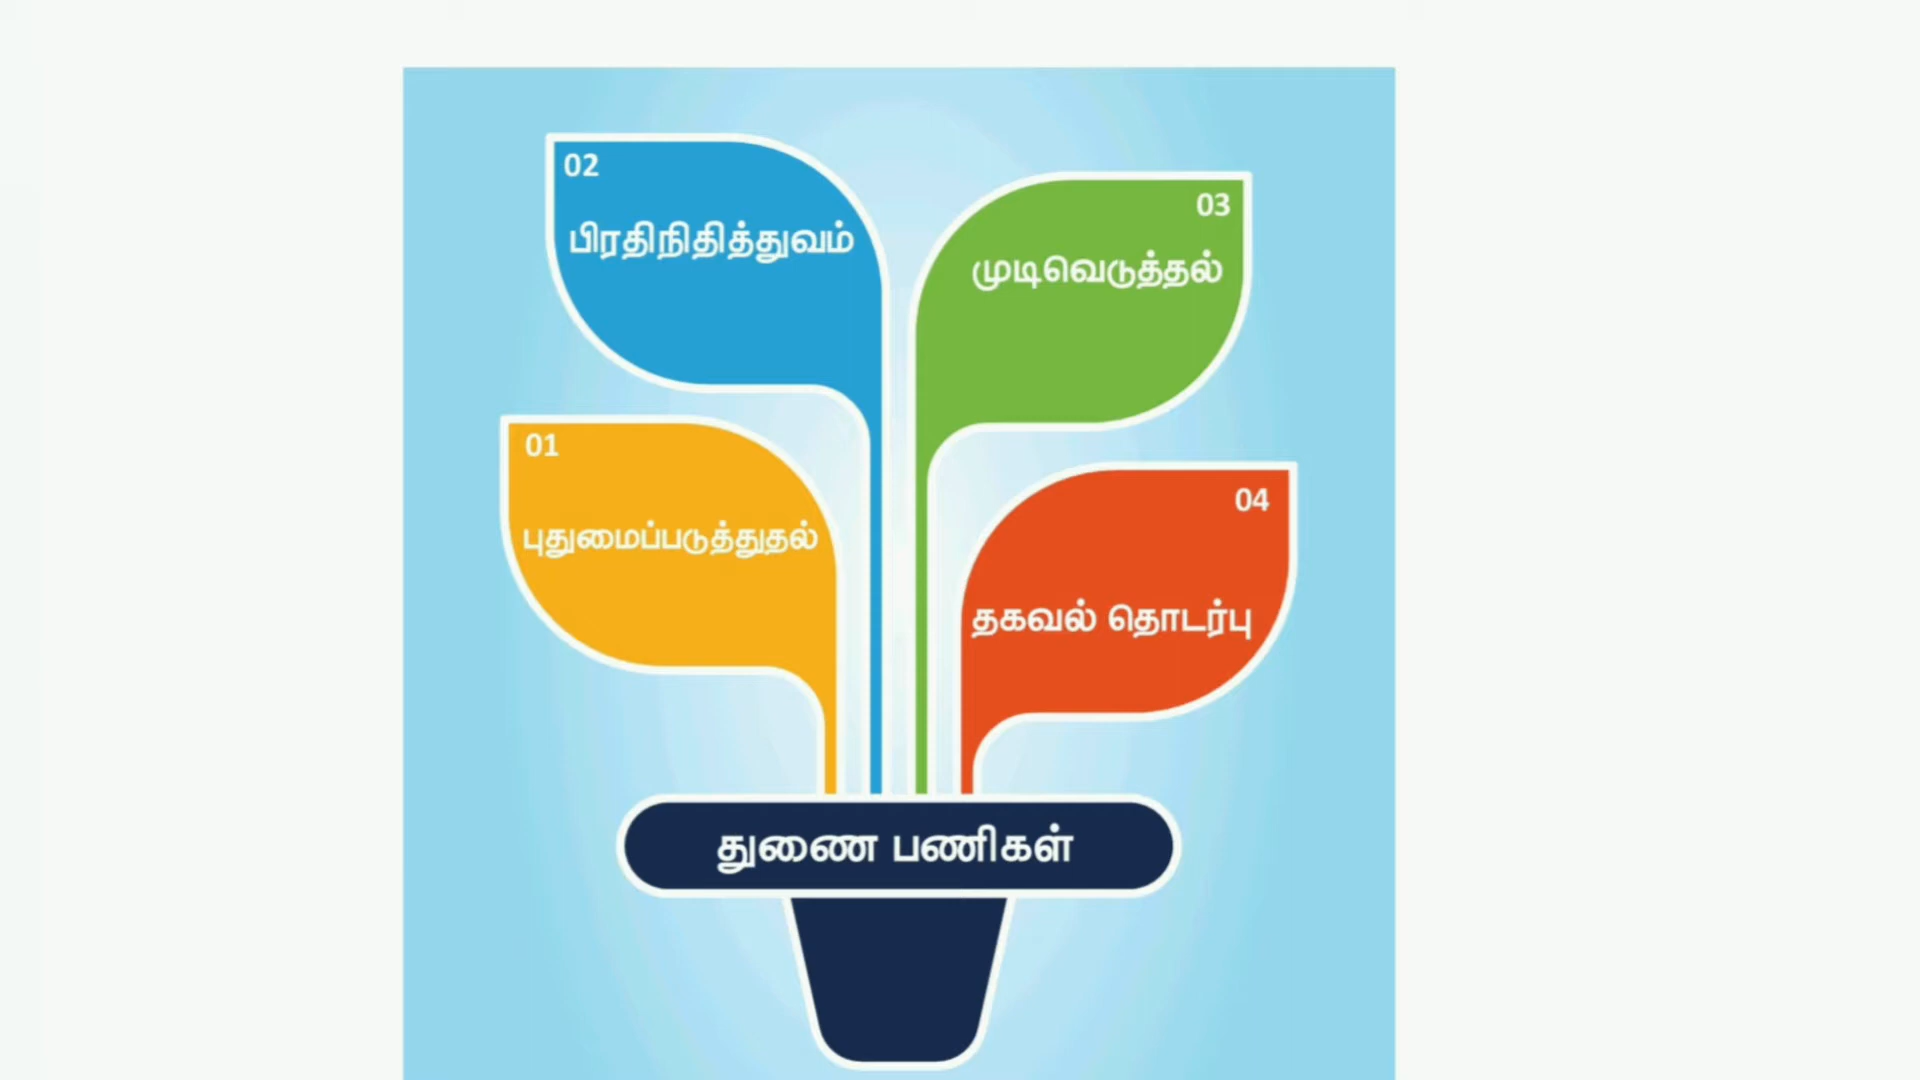 02
பிரதிநிதித்துவம்
03
முடிவெடுத்தல்
01
புதுமைப்படுத்துதல்
04
தகவல் தொடர்பு
துணை பணிகள்